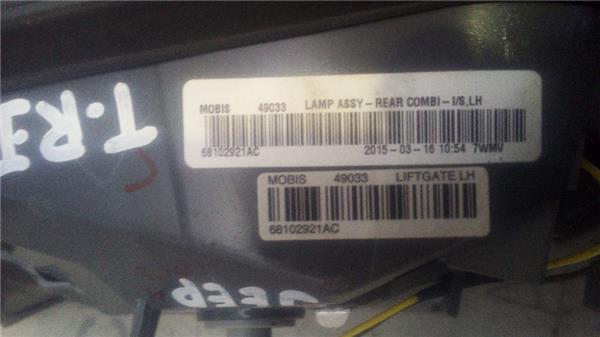 MOBIS 49033 LAMP ASSY-REAR COMBI-I/S,LH
68102921AC 2015-03-16 10:54 7WMV
MOBIS 49033 LIFTGATE LH
68102921AC
JEEP